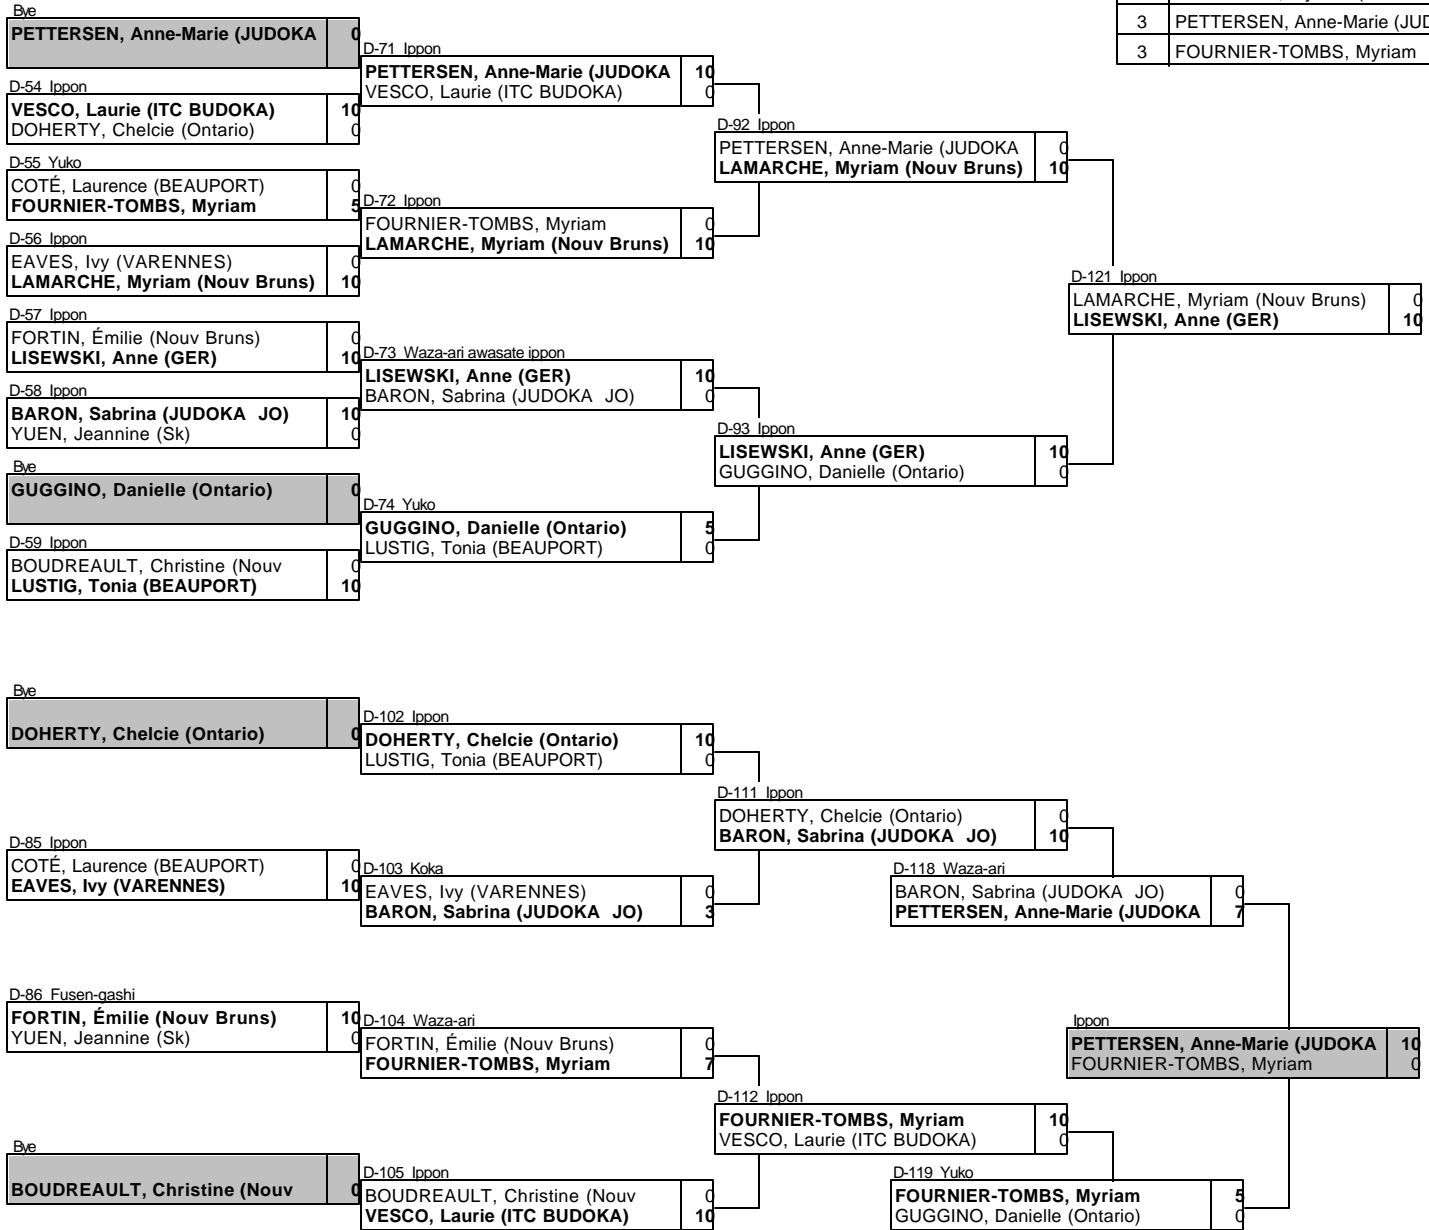 Bye
PETTERSEN, Anne-Marie (JUDOKA 0
3 PETTERSEN, Anne-Marie (JUD
3 FOURNIER-TOMBS, Myriam
D-71 Ippon
PETTERSEN, Anne-Marie (JUDOKA 10
VESCO, Laurie (ITC BUDOKA) 0
D-54 Ippon
VESCO, Laurie (ITC BUDOKA) 10
DOHERTY, Chelcie (Ontario) 0
D-92 Ippon
PETTERSEN, Anne-Marie (JUDOKA 0
LAMARCHE, Myriam (Nouv Bruns) 10
D-55 Yuko
COTÉ, Laurence (BEAUPORT) 0
FOURNIER-TOMBS, Myriam 5
D-72 Ippon
FOURNIER-TOMBS, Myriam 0
LAMARCHE, Myriam (Nouv Bruns) 10
D-56 Ippon
EAVES, Ivy (VARENNES) 0
LAMARCHE, Myriam (Nouv Bruns) 10
D-121 Ippon
LAMARCHE, Myriam (Nouv Bruns) 0
LISEWSKI, Anne (GER) 10
D-57 Ippon
FORTIN, Émilie (Nouv Bruns) 0
LISEWSKI, Anne (GER) 10
D-73 Waza-ari awasate ippon
LISEWSKI, Anne (GER) 10
BARON, Sabrina (JUDOKA JO) 0
D-58 Ippon
BARON, Sabrina (JUDOKA JO) 10
YUEN, Jeannine (Sk) 0
D-93 Ippon
LISEWSKI, Anne (GER) 10
GUGGINO, Danielle (Ontario) 0
Bye
GUGGINO, Danielle (Ontario) 0
D-74 Yuko
GUGGINO, Danielle (Ontario) 5
LUSTIG, Tonia (BEAUPORT) 0
D-59 Ippon
BOUDREAULT, Christine (Nouv 0
LUSTIG, Tonia (BEAUPORT) 10
Bye
DOHERTY, Chelcie (Ontario) 0
D-102 Ippon
DOHERTY, Chelcie (Ontario) 10
LUSTIG, Tonia (BEAUPORT) 0
D-111 Ippon
DOHERTY, Chelcie (Ontario) 0
BARON, Sabrina (JUDOKA JO) 10
D-85 Ippon
COTÉ, Laurence (BEAUPORT) 0
EAVES, Ivy (VARENNES) 10
D-103 Koka
EAVES, Ivy (VARENNES) 0
BARON, Sabrina (JUDOKA JO) 3
D-118 Waza-ari
BARON, Sabrina (JUDOKA JO) 0
PETTERSEN, Anne-Marie (JUDOKA 7
D-86 Fusen-gashi
FORTIN, Émilie (Nouv Bruns) 10
YUEN, Jeannine (Sk) 0
D-104 Waza-ari
FORTIN, Émilie (Nouv Bruns) 0
FOURNIER-TOMBS, Myriam 7
Ippon
PETTERSEN, Anne-Marie (JUDOKA 10
FOURNIER-TOMBS, Myriam 0
D-112 Ippon
FOURNIER-TOMBS, Myriam 10
VESCO, Laurie (ITC BUDOKA) 0
Bye
BOUDREAULT, Christine (Nouv 0
D-105 Ippon
BOUDREAULT, Christine (Nouv 0
VESCO, Laurie (ITC BUDOKA) 10
D-119 Yuko
FOURNIER-TOMBS, Myriam 5
GUGGINO, Danielle (Ontario) 0